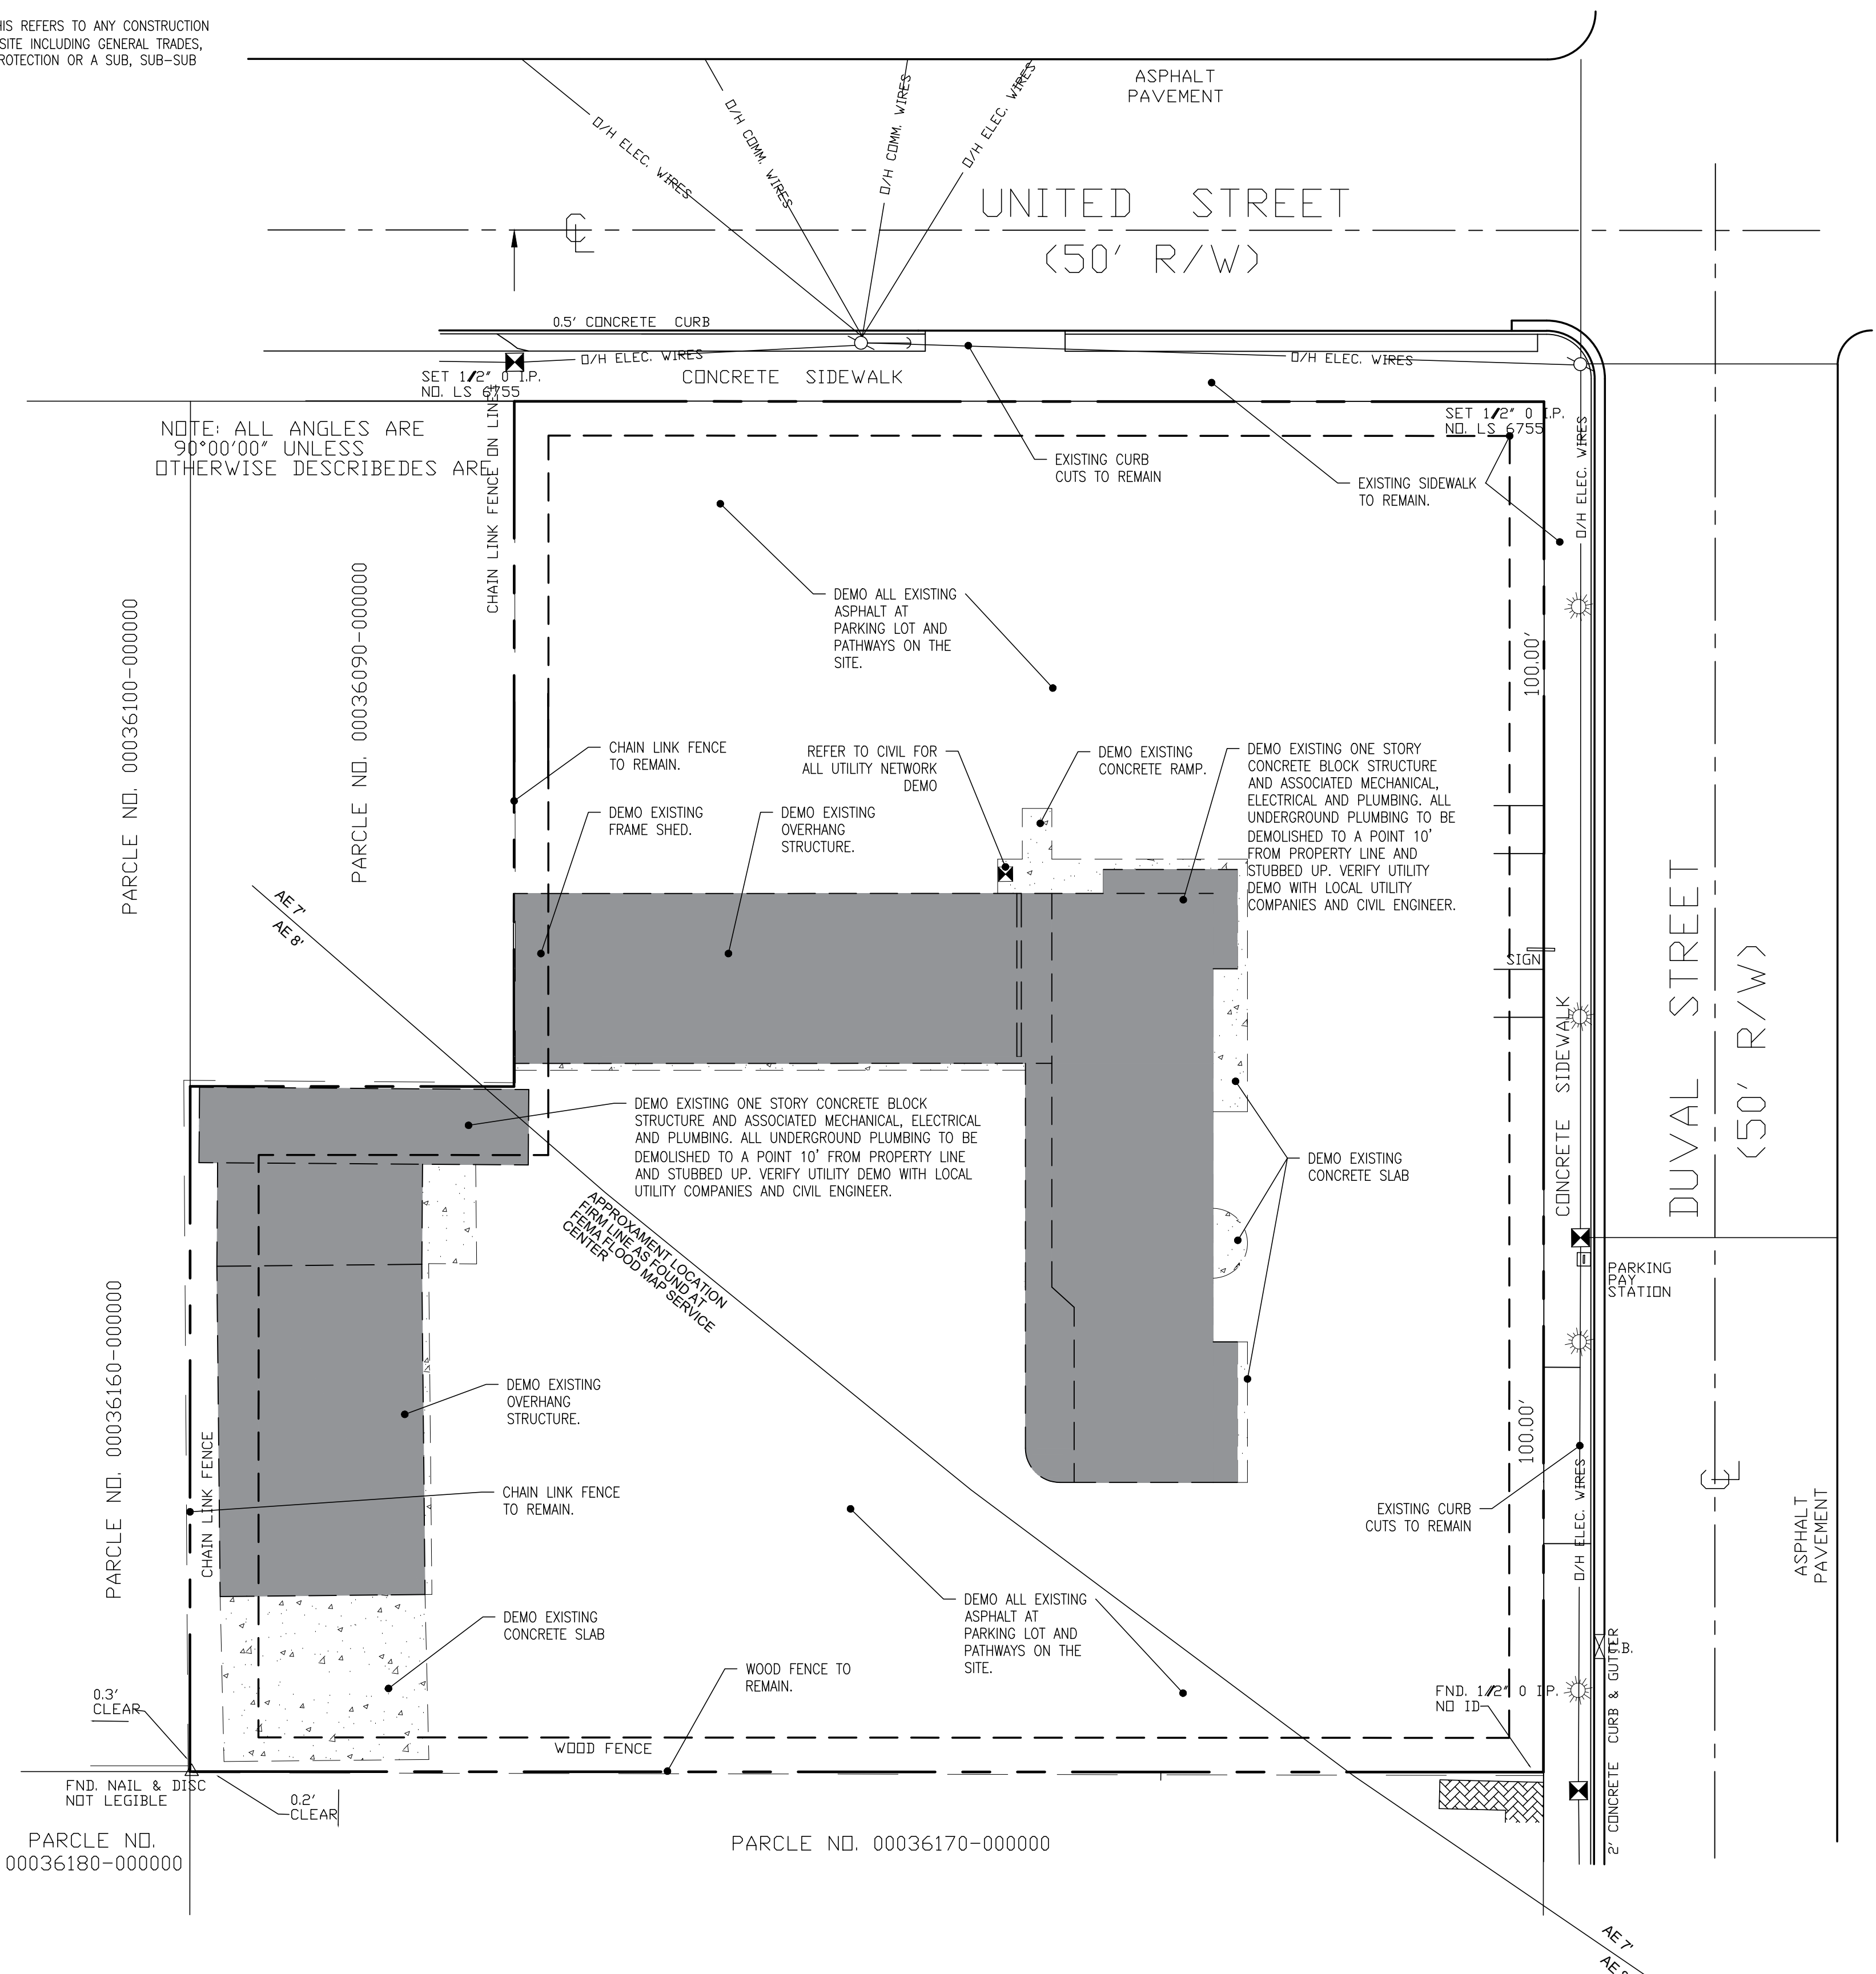 HIS REFERS TO ANY CONSTRUCTION
SITE INCLUDING GENERAL TRADES,
ROTECTION OR A SUB, SUB-SUB
ASPHALT
PAVEMENT
O/H ELEC. WIRES
O/H COMM. WIRES
O/H COMM. WIRES
O/H ELEC. WIRES
UNITED STREET
(50' R/W)
CL
0.5' CONCRETE CURB
O/H ELEC. WIRES
O/H ELEC. WIRES
SET 1/2" 0 I.P.
NO. LS 6755
CONCRETE SIDEWALK
SET 1/2" 0 I.P.
NO. LS 6755
NOTE: ALL ANGLES ARE
90°00'00" UNLESS
OTHERWISE DESCRIBEDES ARE
CHAIN LINK FENCE ON LINE
EXISTING CURB
CUTS TO REMAIN
EXISTING SIDEWALK
TO REMAIN.
O/H ELEC. WIRES
PARCLE NO. 00036100-000000
PARCLE NO. 00036090-000000
DEMO ALL EXISTING
ASPHALT AT
PARKING LOT AND
PATHWAYS ON THE
SITE.
100.00'
CHAIN LINK FENCE
TO REMAIN.
REFER TO CIVIL FOR
ALL UTILITY NETWORK
DEMO
DEMO EXISTING
CONCRETE RAMP.
DEMO EXISTING ONE STORY
CONCRETE BLOCK STRUCTURE
AND ASSOCIATED MECHANICAL,
ELECTRICAL AND PLUMBING. ALL
UNDERGROUND PLUMBING TO BE
DEMOLISHED TO A POINT 10'
FROM PROPERTY LINE AND
STUBBED UP. VERIFY UTILITY
DEMO WITH LOCAL UTILITY
COMPANIES AND CIVIL ENGINEER.
DEMO EXISTING
FRAME SHED.
DEMO EXISTING
OVERHANG
STRUCTURE.
AE 7'
AE 8'
SIGN
CONCRETE SIDEWALK
DUVAL STREET
(50' R/W)
DEMO EXISTING ONE STORY CONCRETE BLOCK
STRUCTURE AND ASSOCIATED MECHANICAL, ELECTRICAL
AND PLUMBING. ALL UNDERGROUND PLUMBING TO BE
DEMOLISHED TO A POINT 10' FROM PROPERTY LINE
AND STUBBED UP. VERIFY UTILITY DEMO WITH LOCAL
UTILITY COMPANIES AND CIVIL ENGINEER.
DEMO EXISTING
CONCRETE SLAB
APPROXAMENT LOCATION
FIRM LINE AS FOUND AT
FEMA FLOOD MAP SERVICE
CENTER
PARKING
PAY
STATION
PARCLE NO. 00036160-000000
CHAIN LINK FENCE
DEMO EXISTING
OVERHANG
STRUCTURE.
100.00'
CHAIN LINK FENCE
TO REMAIN.
EXISTING CURB
CUTS TO REMAIN
O/H ELEC. WIRES
CL
ASPHALT
PAVEMENT
DEMO EXISTING
CONCRETE SLAB
DEMO ALL EXISTING
ASPHALT AT
PARKING LOT AND
PATHWAYS ON THE
SITE.
WOOD FENCE TO
REMAIN.
0.3'
CLEAR
FND. 1/2" 0 I.P.
NO ID
2' CONCRETE CURB & GUTTER
WOOD FENCE
FND. NAIL & DISC
NOT LEGIBLE
0.2'
CLEAR
PARCLE NO.
00036180-000000
PARCLE NO. 00036170-000000
AE 7'